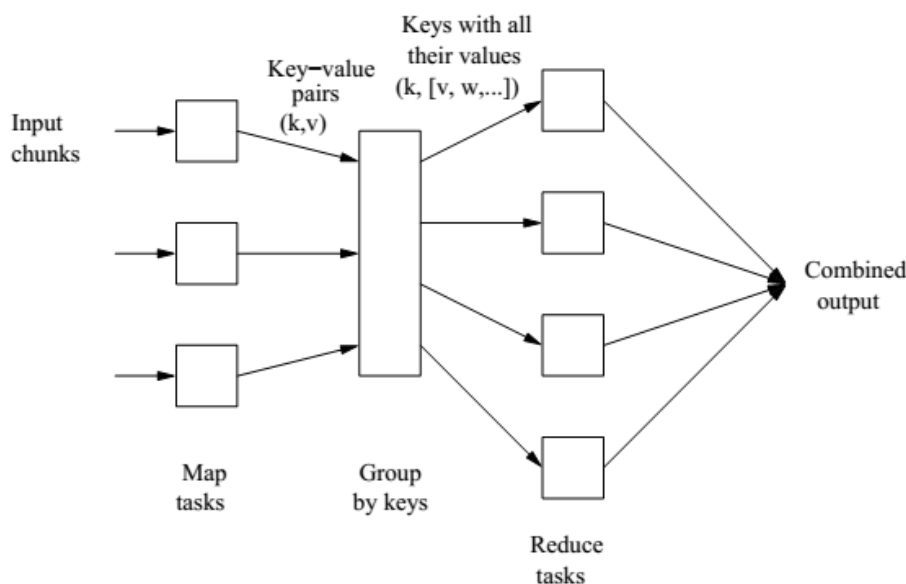 Input
chunks
Key-value
pairs
(k,v)
Keys with all
their values
(k, [v, w,...])
Combined
output
Map
tasks
Group
by keys
Reduce
tasks